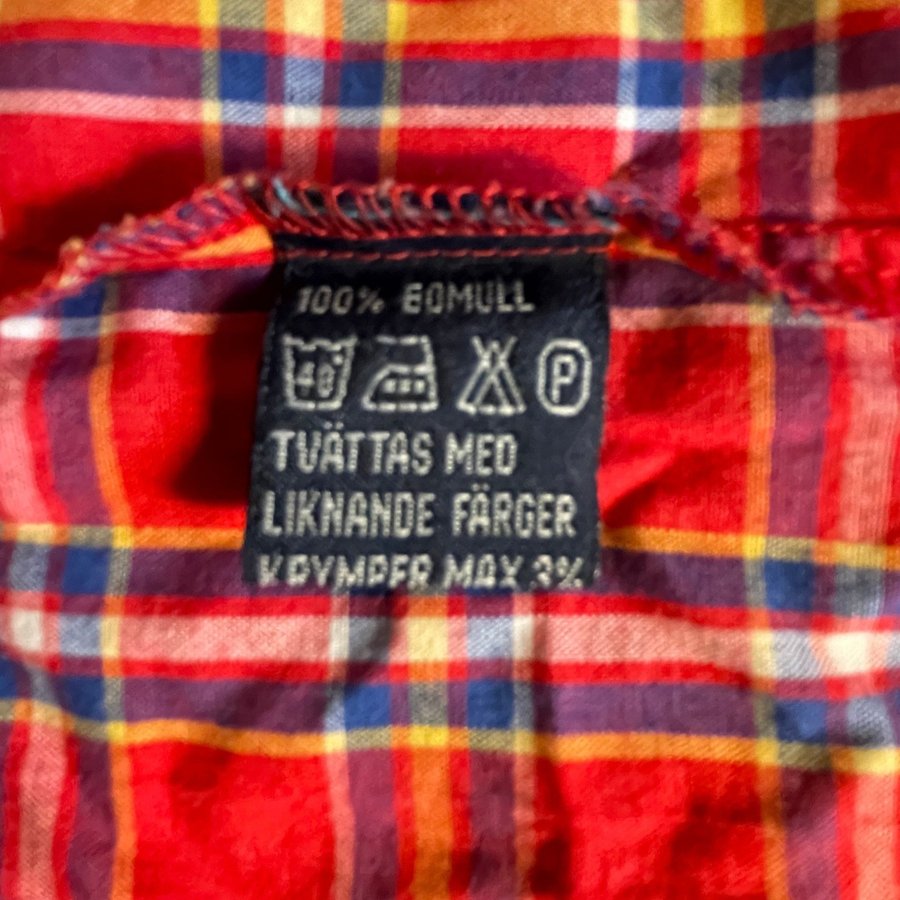 100% BOMULL
40° P
TVÄTTAS MED
LIKNANDE FÄRGER
KRYMPER MAX 3%